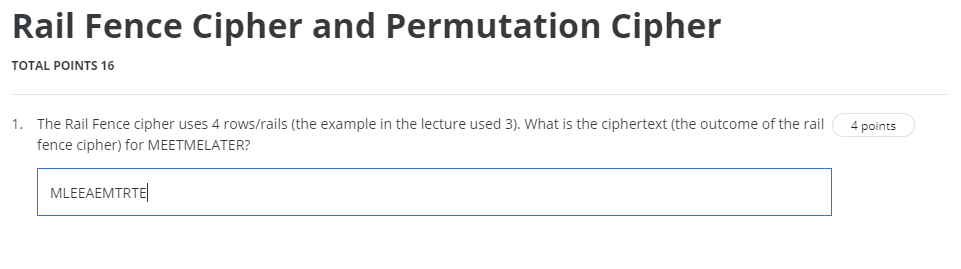 Rail Fence Cipher and Permutation Cipher
TOTAL POINTS 16
1. The Rail Fence cipher uses 4 rows/rails (the example in the lecture used 3). What is the ciphertext (the outcome of the rail
fence cipher) for MEETMELATER?
4 points
MLEEAEMTRTE